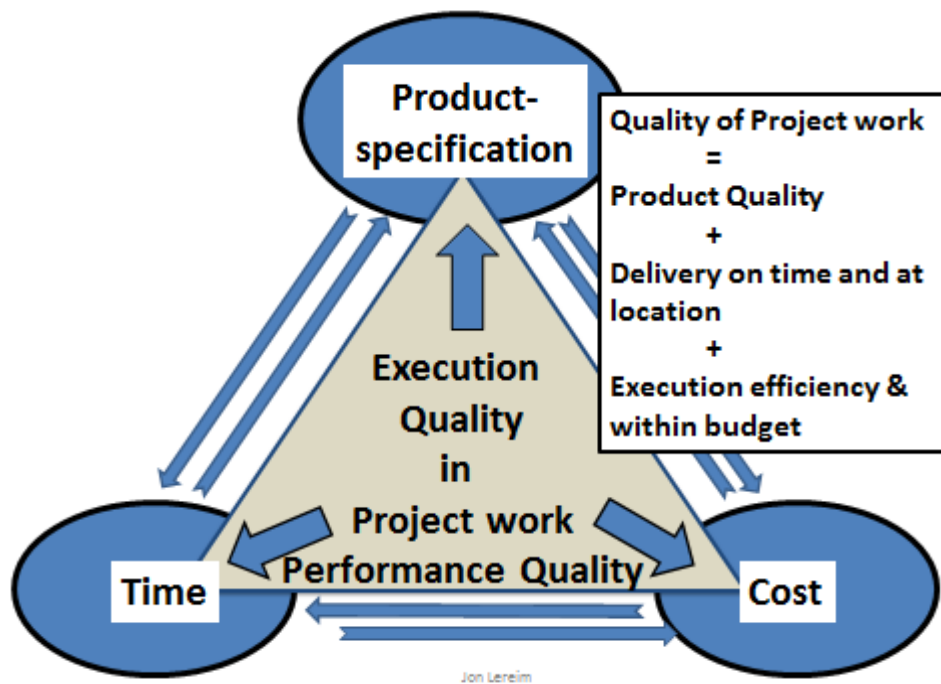 Product-
specification
Quality of Project work
=
Product Quality
+
Delivery on time and at
location
+
Execution efficiency &
within budget
Execution
Quality
in
Project work
Performance Quality
Time
Cost
Jon Lereim